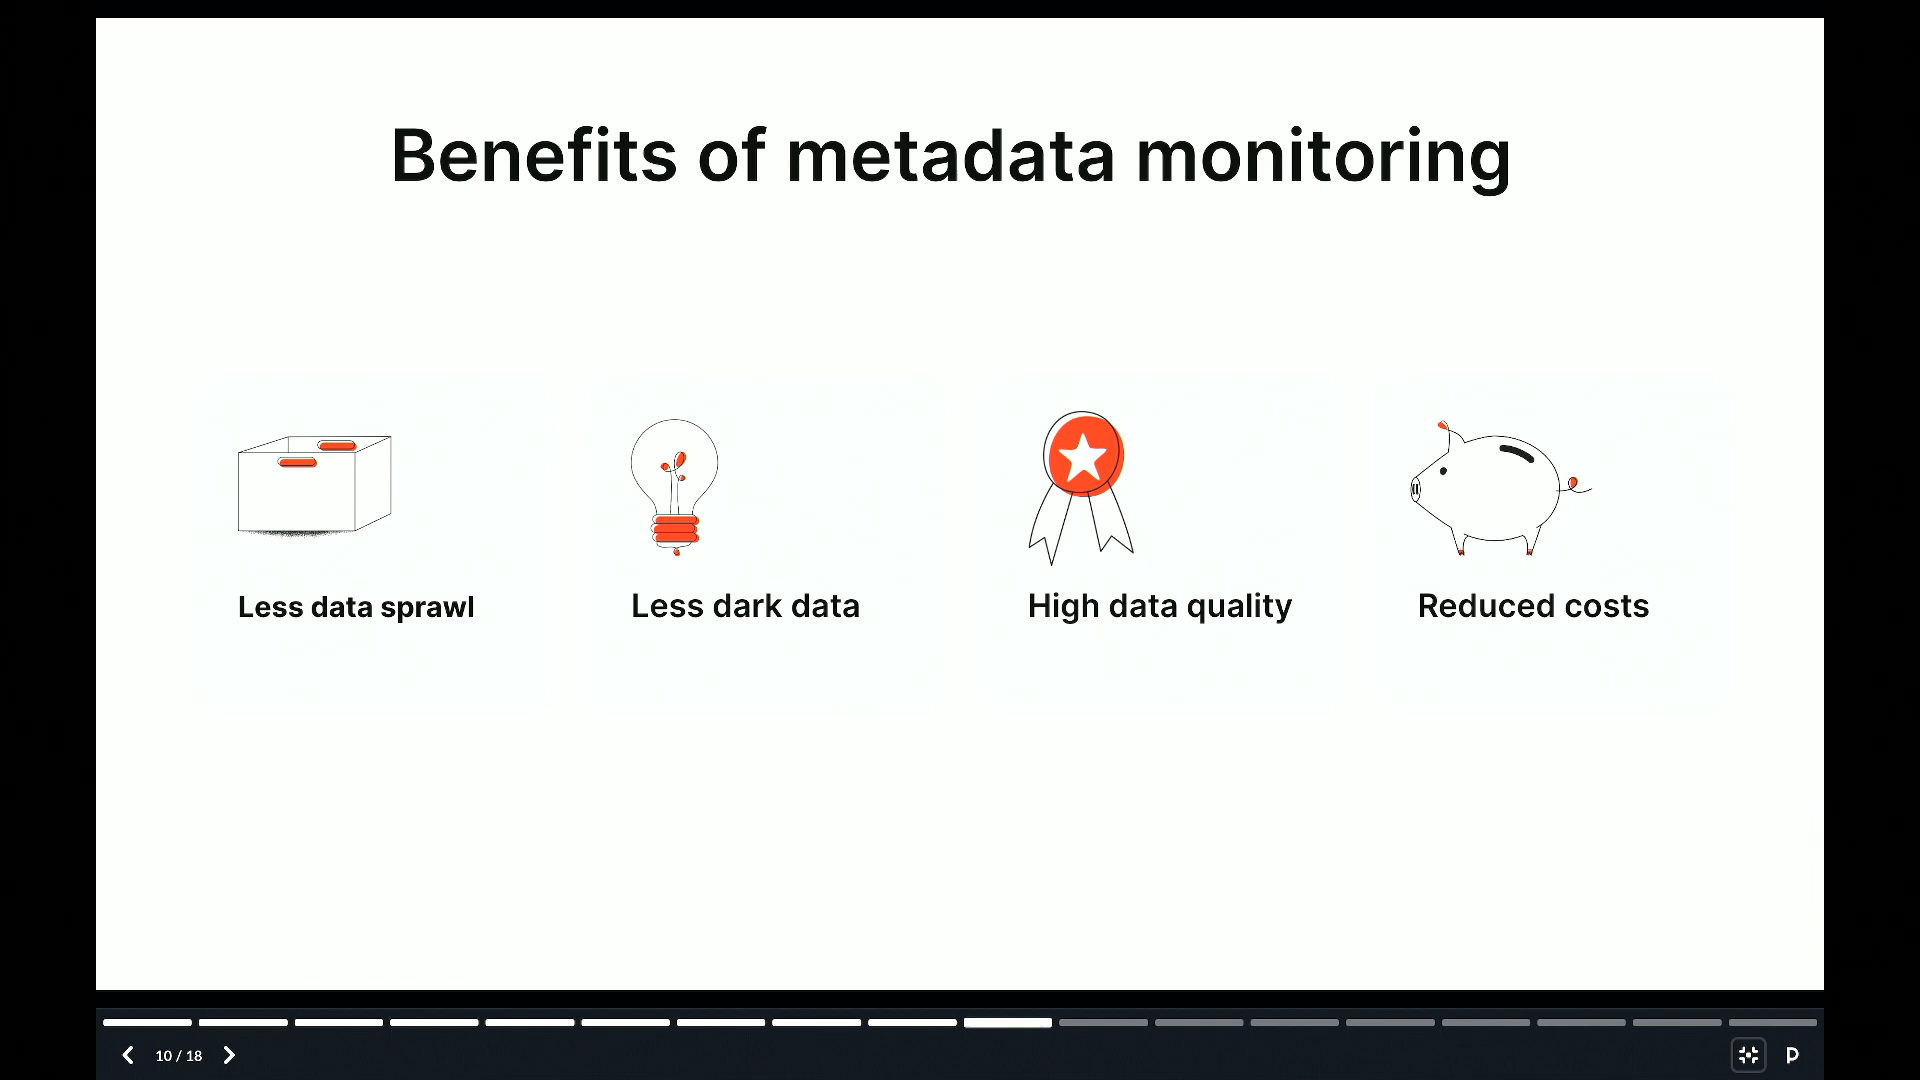 Benefits of metadata monitoring
Less data sprawl
Less dark data
High data quality
Reduced costs
10 / 18